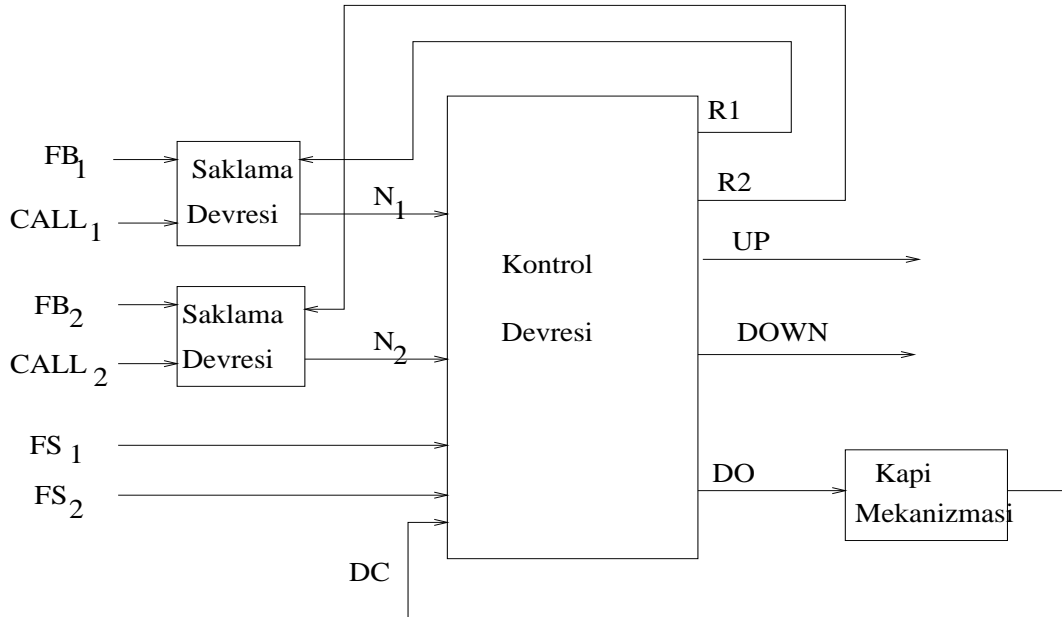 R1
FB1
Saklama
Devresi
R2
CALL1
N1
UP
Kontrol
Devresi
FB2
Saklama
Devresi
DOWN
CALL2
N2
FS1
DO
Kapi
Mekanizmasi
FS2
DC